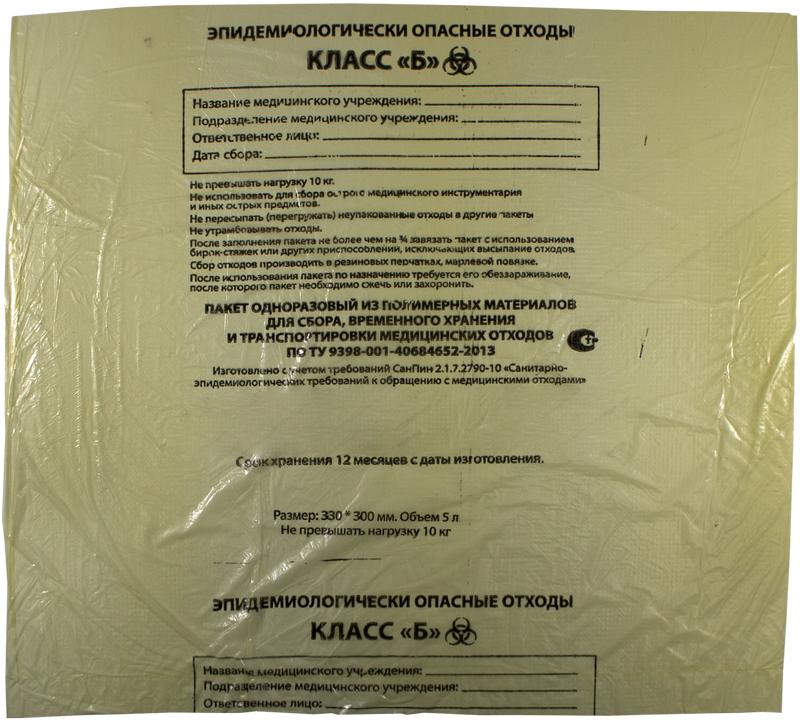 ЭПИДЕМИОЛОГИЧЕСКИ ОПАСНЫЕ ОТХОДЫ
КЛАСС «Б»
Название медицинского учреждения:
Подразделение медицинского учреждения:
Ответственное лицо:
Дата сбора:
Не превышать нагрузку 10 кг.
Не использовать для сбора острого медицинского инструментария
и иных острых предметов.
Не пересыпать (перегружать) неупакованные отходы в другие пакеты
Не утрамбовывать отходы.
После заполнения пакета не более чем на ¾ завязать пакет с использованием
бирок-стяжек или других приспособлений, исключающих высыпание отходов
Сбор отходов производить в резиновых перчатках, марлевой повязке.
После использования пакета по назначению требуется его обеззараживание,
после которого пакет необходимо сжечь или захоронить.
ПАКЕТ ОДНОРАЗОВЫЙ ИЗ ПОЛИМЕРНЫХ МАТЕРИАЛОВ
ДЛЯ СБОРА, ВРЕМЕННОГО ХРАНЕНИЯ
И ТРАНСПОРТИРОВКИ МЕДИЦИНСКИХ ОТХОДОВ
ПО ТУ 9398-001-40684652-2013
Изготовлено с учетом требований СанПин 2.1.7.2790-10 «Санитарно-
эпидемиологических требований к обращению с медицинскими отходами»
Срок хранения 12 месяцев с даты изготовления.
Размер: 330 * 300 мм. Объем 5 л
Не превышать нагрузку 10 кг
ЭПИДЕМИОЛОГИЧЕСКИ ОПАСНЫЕ ОТХОДЫ
КЛАСС «Б»
Название медицинского учреждения:
Подразделение медицинского учреждения:
Ответственное лицо: